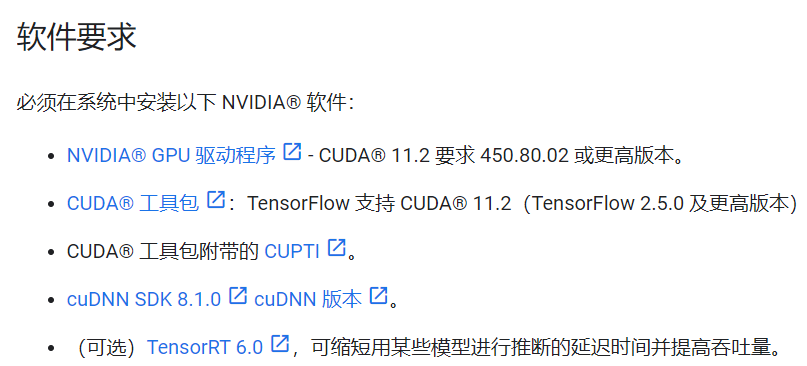 软件要求
必须在系统中安装以下 NVIDIA® 软件：
• NVIDIA® GPU 驱动程序 - CUDA® 11.2 要求 450.80.02 或更高版本。
• CUDA® 工具包：TensorFlow 支持 CUDA® 11.2（TensorFlow 2.5.0 及更高版本）
• CUDA® 工具包附带的 CUPTI。
• cuDNN SDK 8.1.0 cuDNN 版本。
• （可选）TensorRT 6.0，可缩短用某些模型进行推断的延迟时间并提高吞吐量。